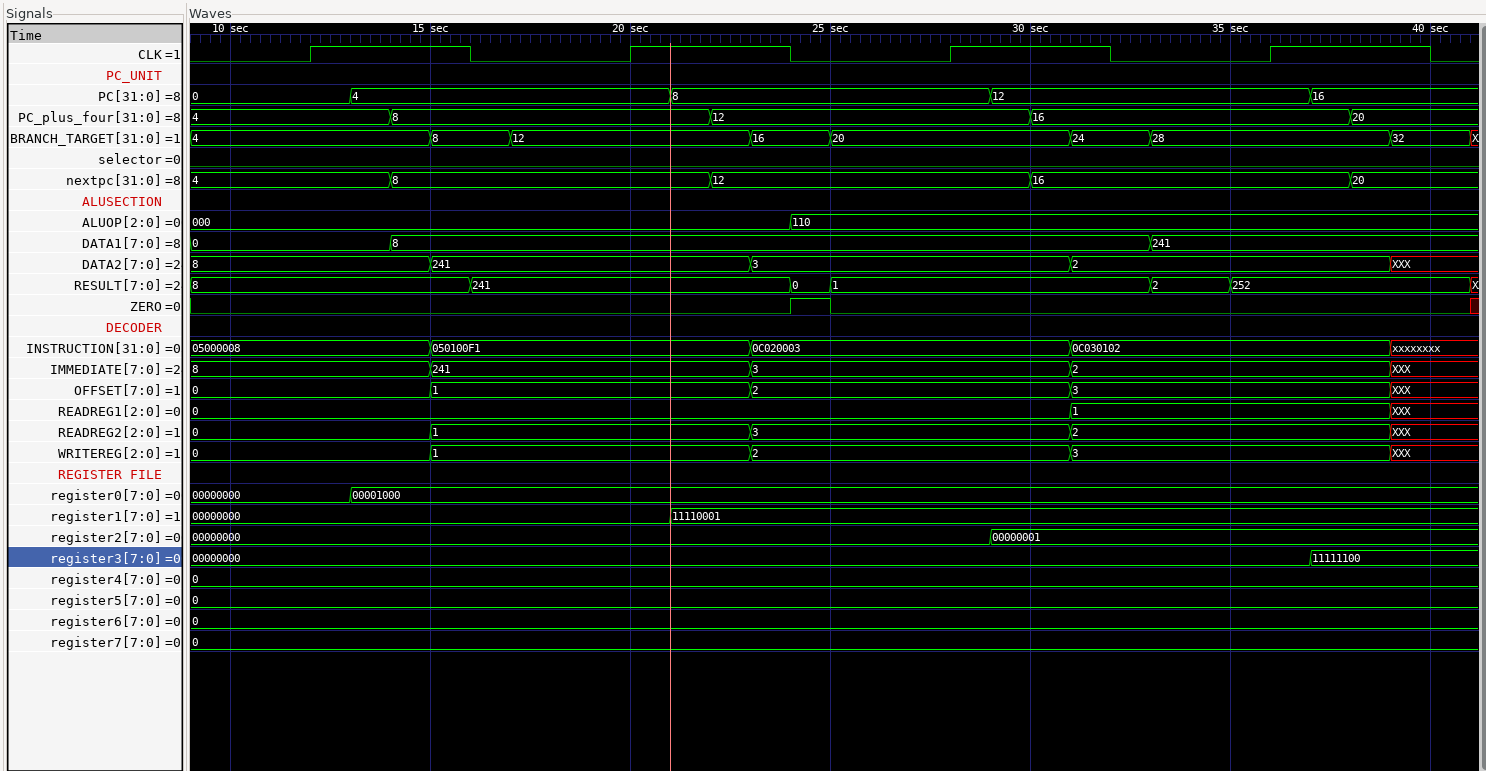 Signals Waves
Time 10 sec 15 sec 20 sec 25 sec 30 sec 35 sec 40 sec
CLK =1
PC_UNIT
PC[31:0] =8 0 4 8 12 16
PC_plus_four[31:0] =8 4 8 12 16 20
BRANCH_TARGET[31:0] =1 4 8 12 16 20 24 28 32 X
selector =0
nextpc[31:0] =8 4 8 12 16 20
ALUSECTION
ALUOP[2:0] =0 000 110
DATA1[7:0] =8 0 8 241
DATA2[7:0] =2 8 241 3 2 XXX
RESULT[7:0] =2 8 241 0 1 2 252 X
ZERO =0
DECODER
INSTRUCTION[31:0] =0 05000008 050100F1 0C020003 0C030102 xxxxxxxx
IMMEDIATE[7:0] =2 8 241 3 2 XXX
OFFSET[7:0] =1 0 1 2 3 XXX
READREG1[2:0] =0 0 1 XXX
READREG2[2:0] =1 0 1 3 2 XXX
WRITEREG[2:0] =1 0 1 2 3 XXX
REGISTER FILE
register0[7:0] =0 00000000 00001000
register1[7:0] =1 00000000 11110001
register2[7:0] =0 00000000 00000001
register3[7:0] =0 00000000 11111100
register4[7:0] =0 0
register5[7:0] =0 0
register6[7:0] =0 0
register7[7:0] =0 0